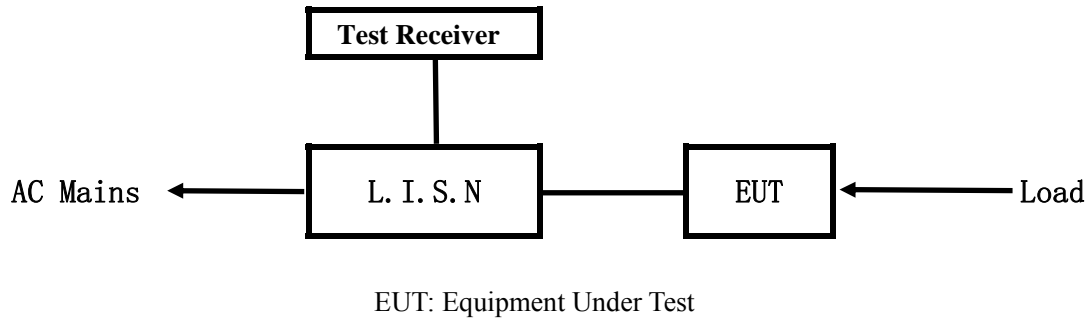 Test Receiver
AC Mains
L.I.S.N
EUT
Load
EUT: Equipment Under Test